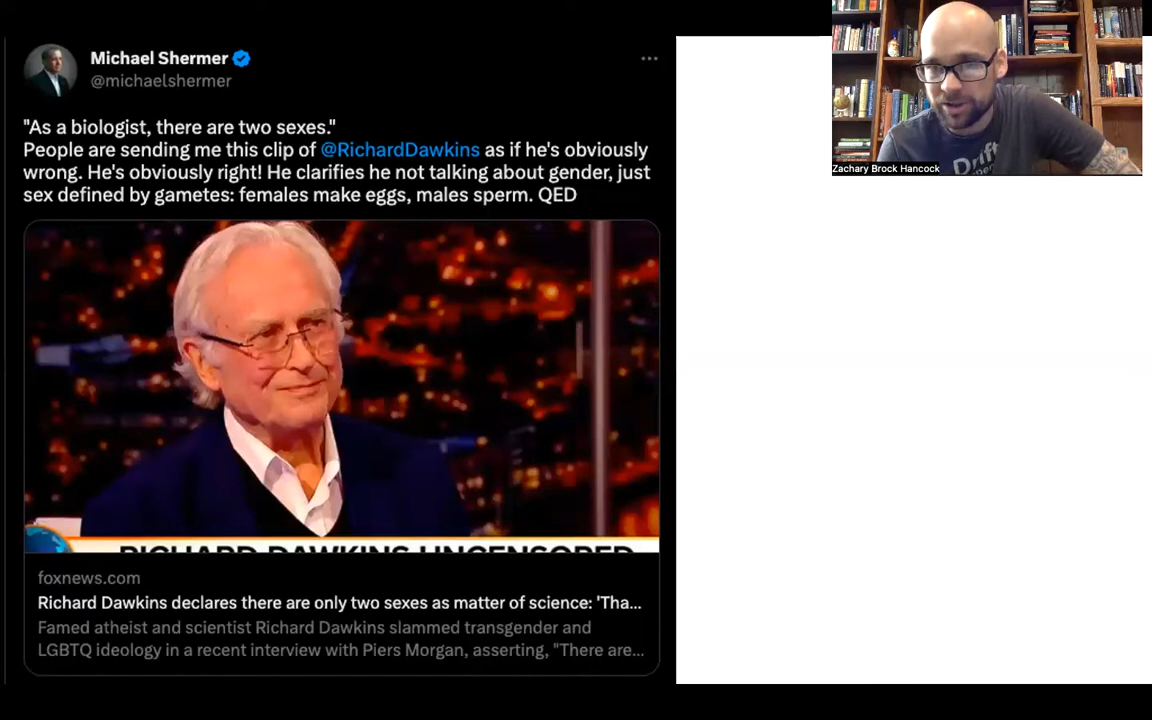 Michael Shermer
@michaelshermer
"As a biologist, there are two sexes."
People are sending me this clip of @RichardDawkins as if he's obviously
wrong. He's obviously right! He clarifies he not talking about gender, just
sex defined by gametes: females make eggs, males sperm. QED
RICHARD DAWKINS UNCENSORED
foxnews.com
Richard Dawkins declares there are only two sexes as matter of science: 'Tha...
Famed atheist and scientist Richard Dawkins slammed transgender and
LGBTQ ideology in a recent interview with Piers Morgan, asserting, "There are...
Drift
Zachary Brock Hancock